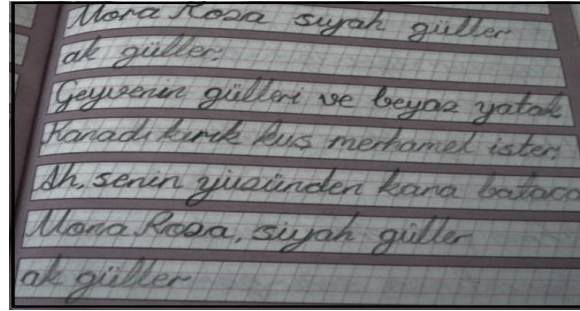 Mona Roza siyah güller
ak güller.
Geyvenin gülleri ve beyaz yatak
Kanadı kırık kuş merhamet ister.
Ah, senin yüzünden kana bataca
Mona Roza, siyah güller
ak güller